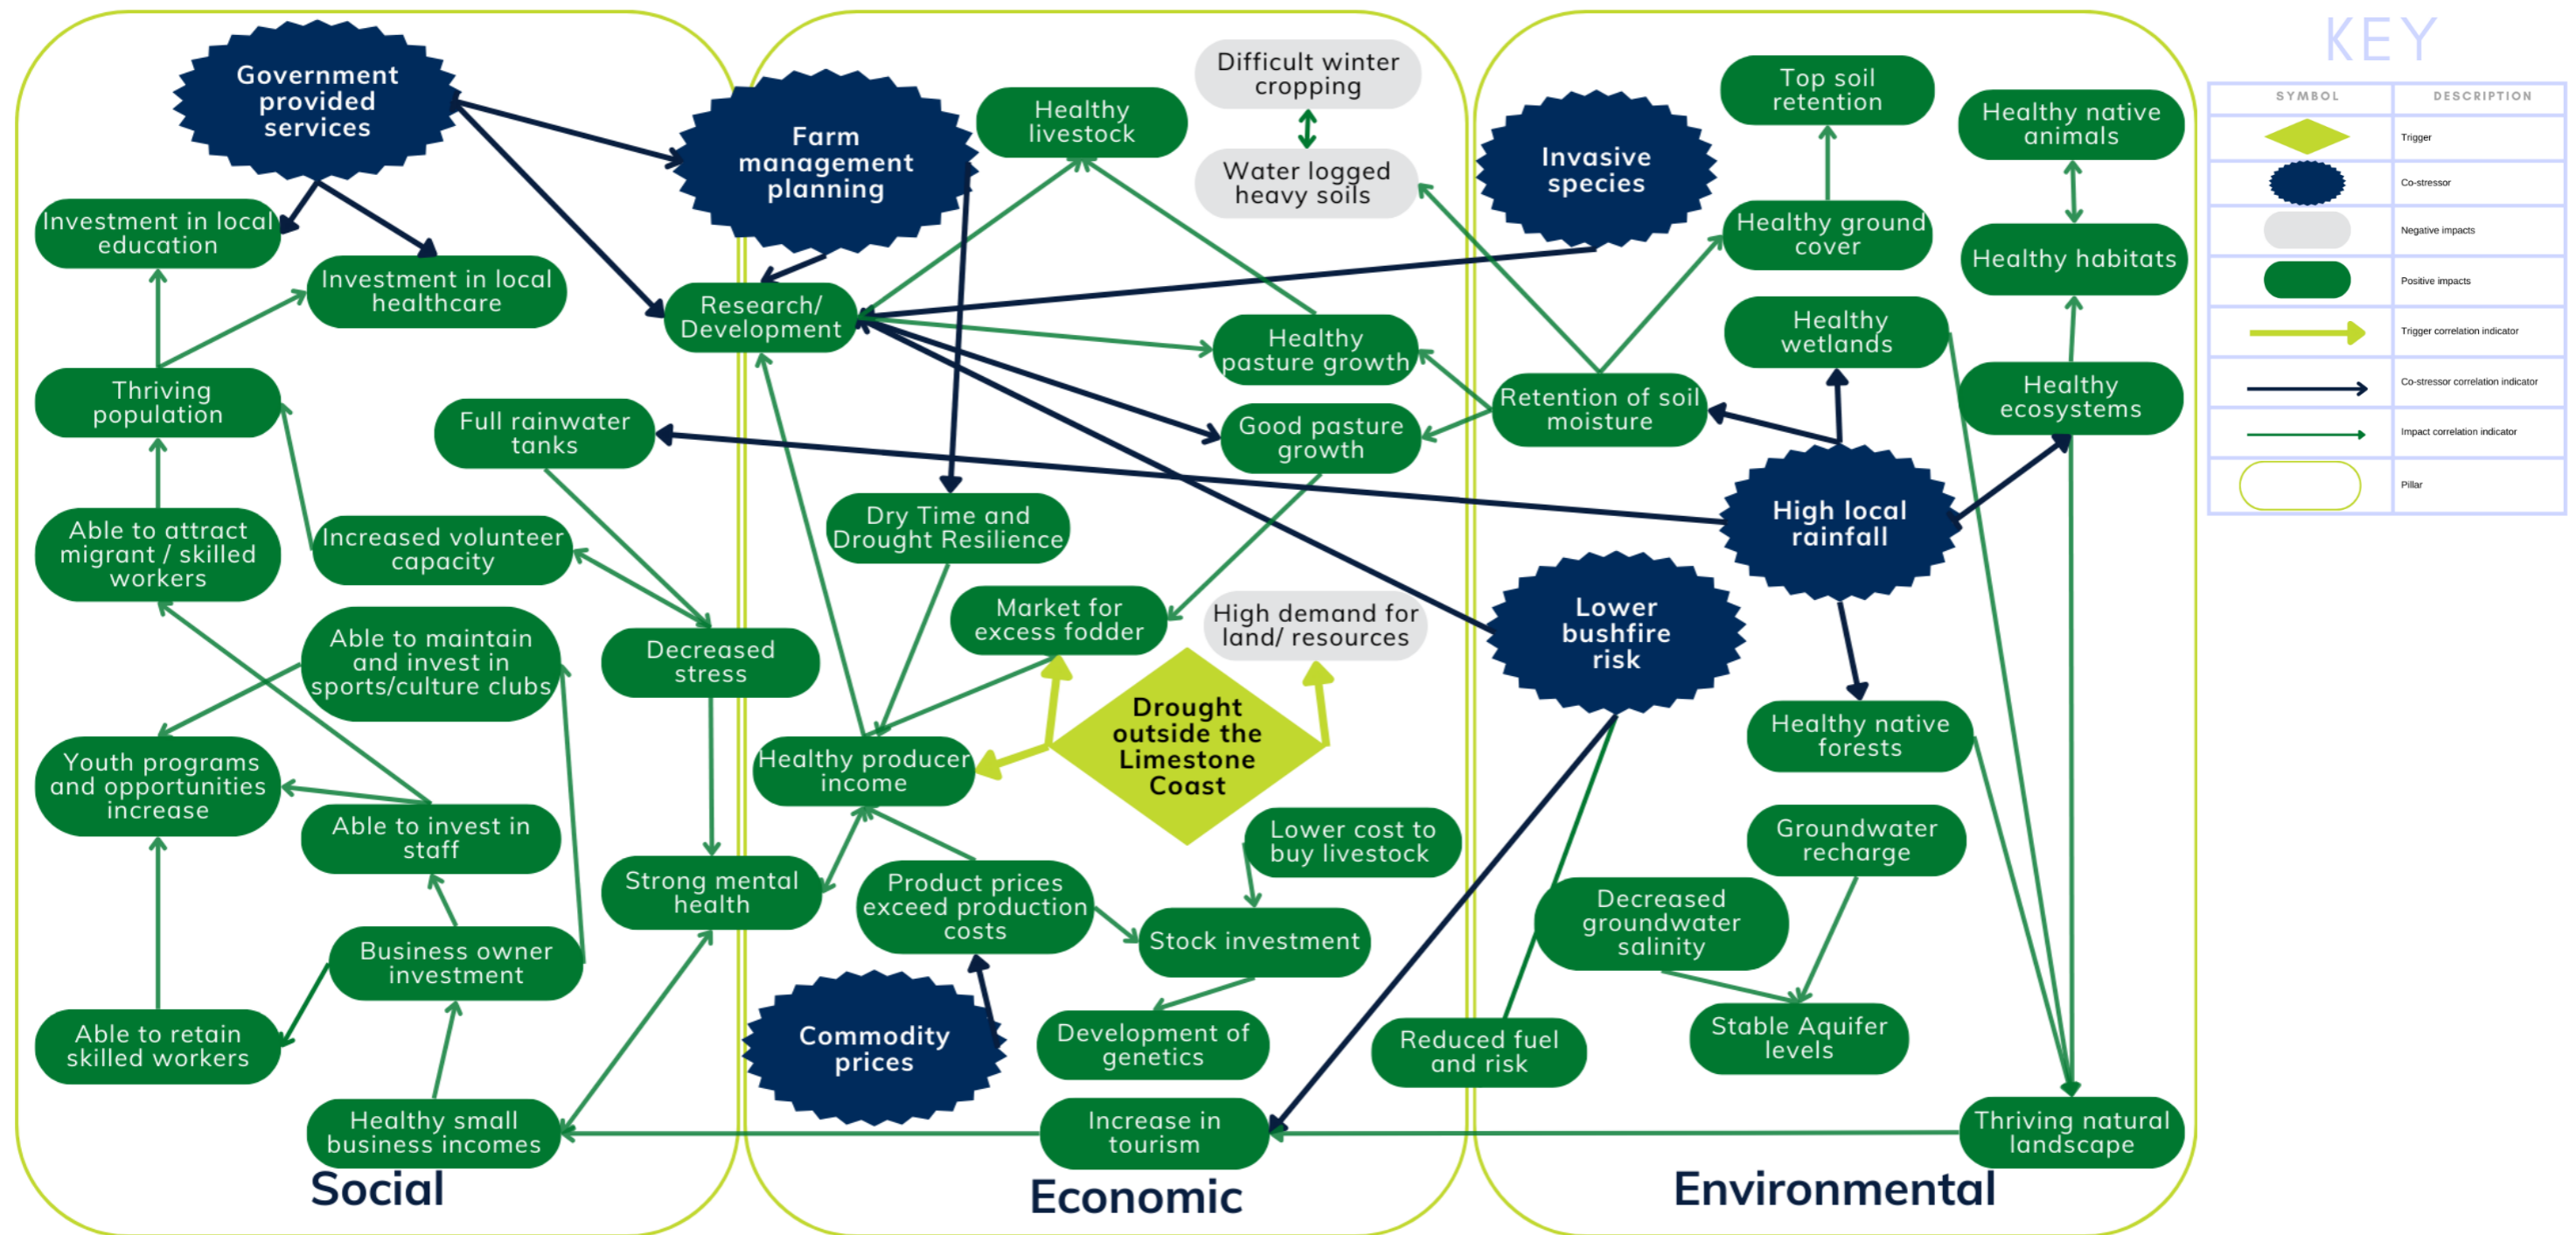 Government
provided
services
Investment in local
education
Investment in local
healthcare
Thriving
population
Full rainwater
tanks
Able to attract
migrant / skilled
workers
Increased volunteer
capacity
Able to maintain
and invest in
sports/culture clubs
Decreased
stress
Youth programs
and opportunities
increase
Able to invest in
staff
Strong mental
health
Business owner
investment
Able to retain
skilled workers
Healthy small
business incomes
Social
Farm
management
planning
Healthy
livestock
Difficult winter
cropping
Water logged
heavy soils
Research/
Development
Healthy
pasture growth
Good pasture
growth
Dry Time and
Drought Resilience
Market for
excess fodder
High demand for
land/ resources
Drought
outside the
Limestone
Coast
Healthy producer
income
Lower cost to
buy livestock
Product prices
exceed production
costs
Stock investment
Commodity
prices
Development of
genetics
Increase in
tourism
Economic
Invasive
species
Top soil
retention
Healthy native
animals
Healthy ground
cover
Healthy habitats
Healthy
wetlands
Retention of soil
moisture
Healthy
ecosystems
High local
rainfall
Lower
bushfire
risk
Healthy native
forests
Groundwater
recharge
Decreased
groundwater
salinity
Reduced fuel
and risk
Stable Aquifer
levels
Thriving natural
landscape
Environmental
KEY
SYMBOL DESCRIPTION
Trigger
Co-stressor
Negative impacts
Positive impacts
Trigger correlation indicator
Co-stressor correlation indicator
Impact correlation indicator
Pillar